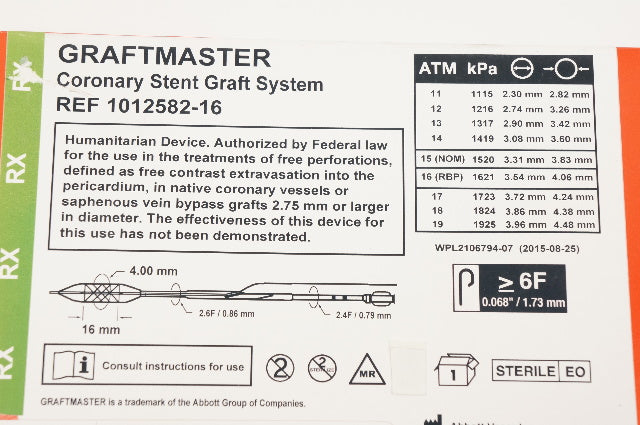 GRAFTMASTER
Coronary Stent Graft System
REF 1012582-16
Humanitarian Device. Authorized by Federal law
for the use in the treatments of free perforations,
defined as free contrast extravasation into the
pericardium, in native coronary vessels or
saphenous vein bypass grafts 2.75 mm or larger
in diameter. The effectiveness of this device for
this use has not been demonstrated.
ATM kPa
11 1115 2.30 mm 2.82 mm
12 1216 2.74 mm 3.26 mm
13 1317 2.90 mm 3.42 mm
14 1419 3.08 mm 3.60 mm
15 (NOM) 1520 3.31 mm 3.83 mm
16 (RBP) 1621 3.54 mm 4.06 mm
17 1723 3.72 mm 4.24 mm
18 1824 3.86 mm 4.38 mm
19 1925 3.96 mm 4.48 mm
WPL2106794-07 (2015-08-25)
4.00 mm
16 mm
2.6F / 0.86 mm
2.4F / 0.79 mm
≥ 6F
0.068" / 1.73 mm
i Consult instructions for use
2
2
STERILIZE
MR
1
STERILE EO
GRAFTMASTER is a trademark of the Abbott Group of Companies.
RX
RX
RX
RX